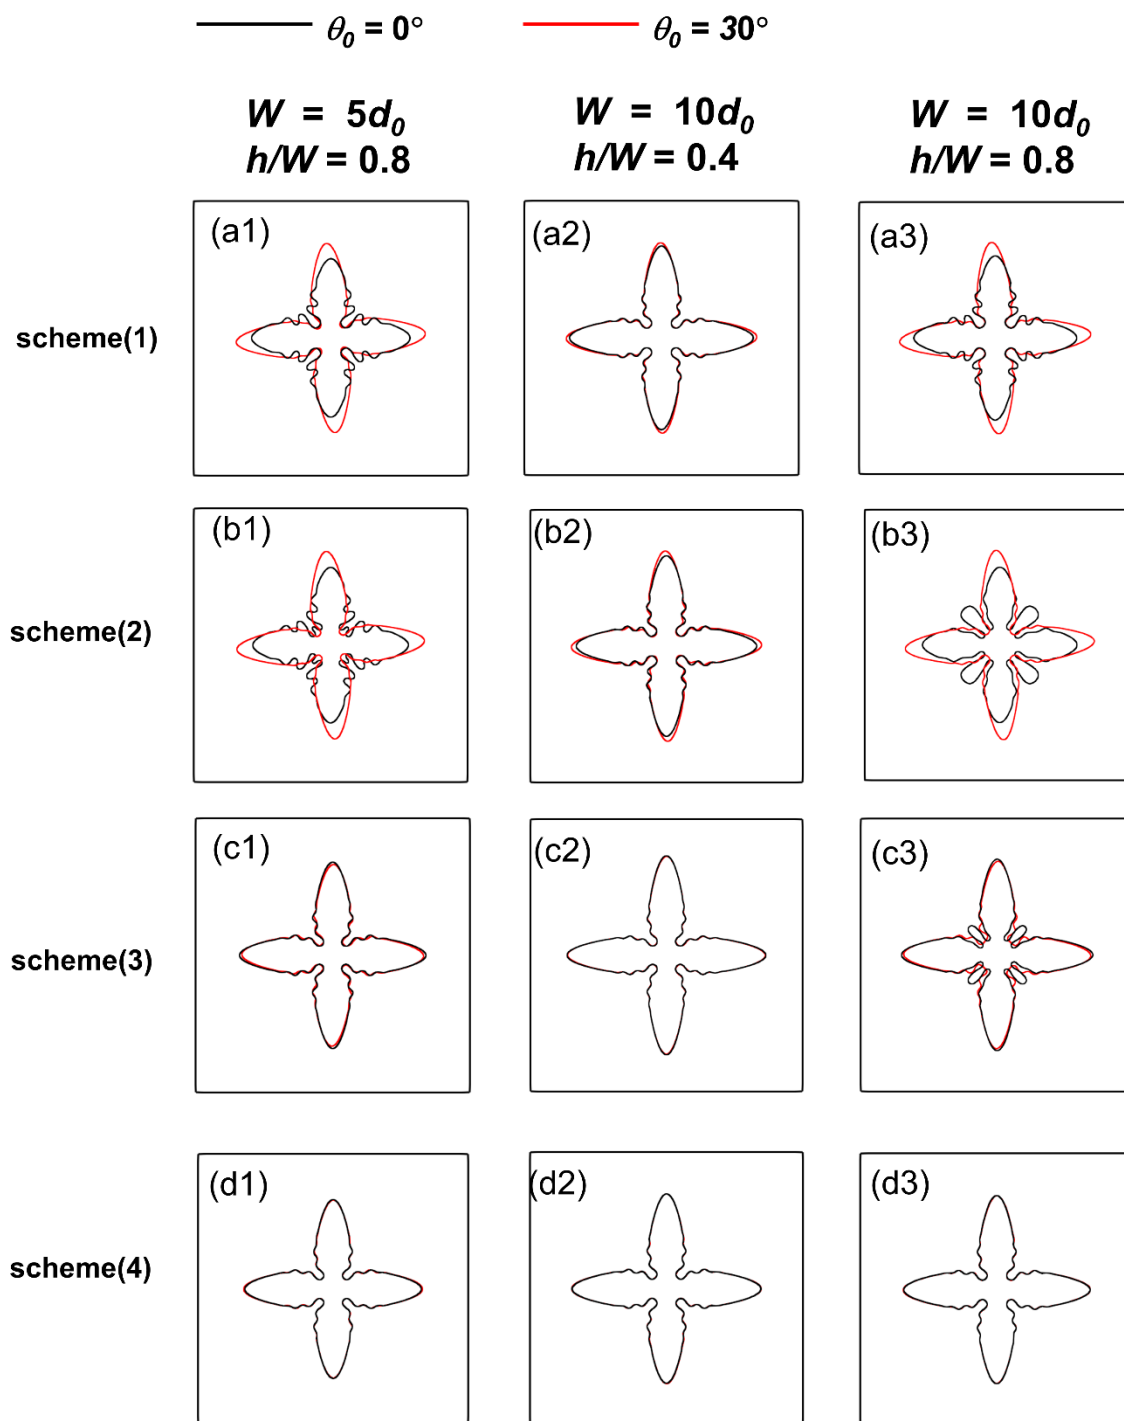 θ₀ = 0°
θ₀ = 30°
W = 5d₀
h/W = 0.8
W = 10d₀
h/W = 0.4
W = 10d₀
h/W = 0.8
scheme(1)
(a1)
(a2)
(a3)
scheme(2)
(b1)
(b2)
(b3)
scheme(3)
(c1)
(c2)
(c3)
scheme(4)
(d1)
(d2)
(d3)